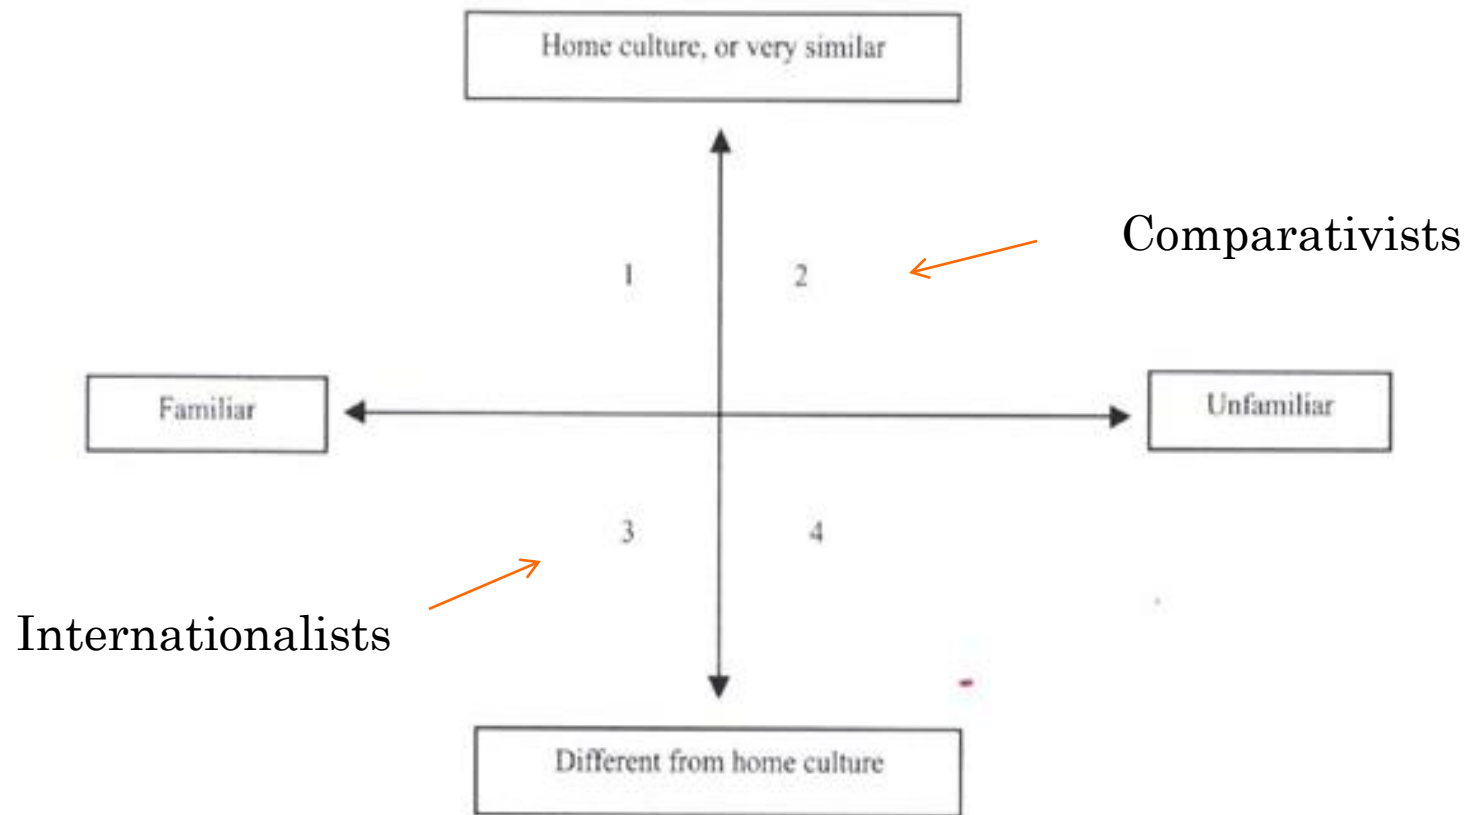 Home culture, or very similar
Comparativists
1
2
Familiar
Unfamiliar
3
4
Internationalists
Different from home culture